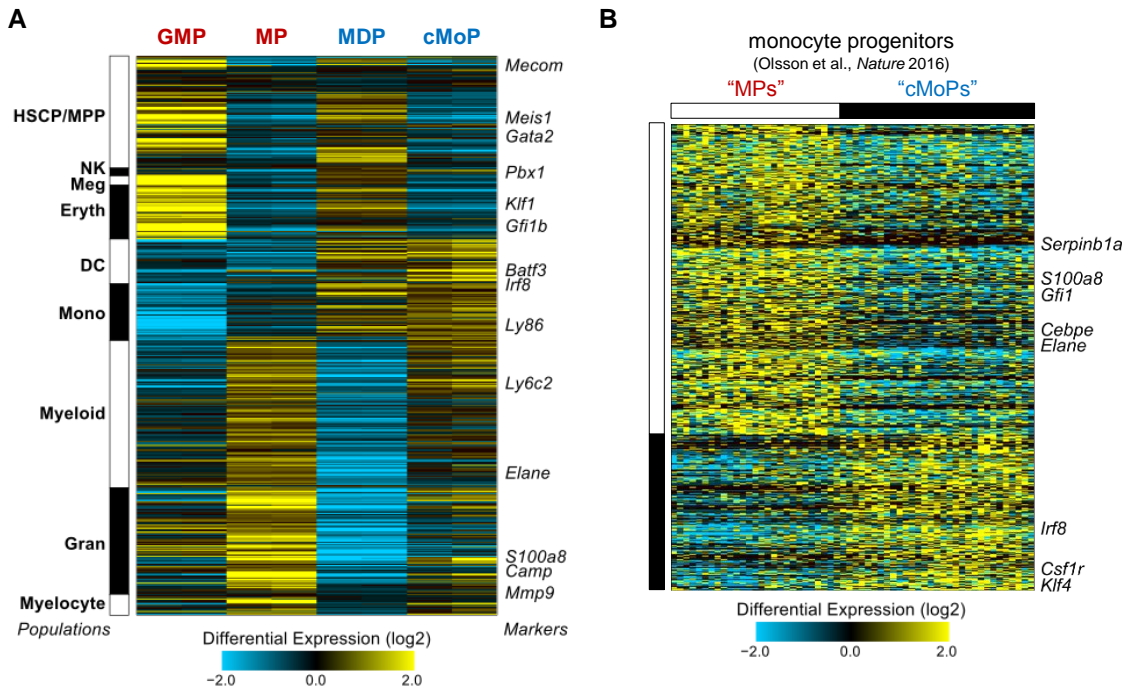 A
GMP MP MDP cMoP
HSCP/MPP
NK
Meg
Eryth
DC
Mono
Myeloid
Gran
Myelocyte
Populations
Mecom
Meis1
Gata2
Pbx1
Klf1
Gfi1b
Batf3
Irf8
Ly86
Ly6c2
Elane
S100a8
Camp
Mmp9
Markers
Differential Expression (log2)
−2.0 0.0 2.0
B
monocyte progenitors
(Olsson et al., Nature 2016)
“MPs” “cMoPs”
Serpinb1a
S100a8
Gfi1
Cebpe
Elane
Irf8
Csf1r
Klf4
Differential Expression (log2)
−2.0 0.0 2.0